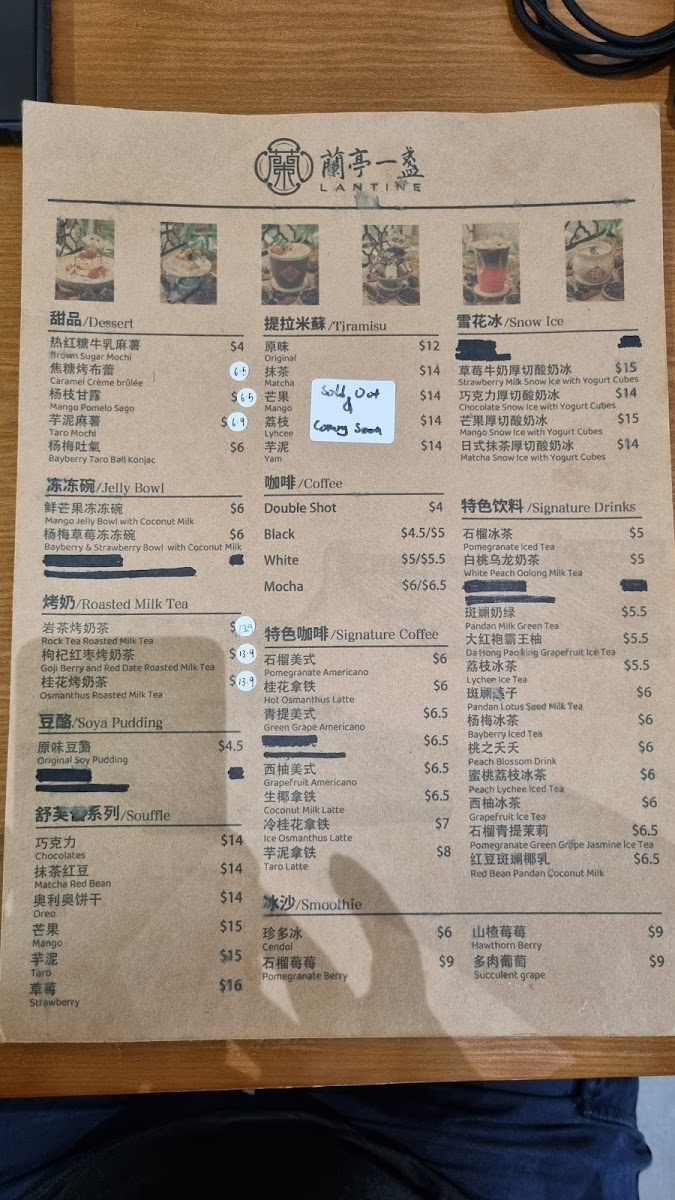 蘭亭一盏
LANTINE
甜品/Dessert
热红糖牛乳麻薯 $4
Brown Sugar Mochi
焦糖烤布蕾 6.5
Caramel Crème brûlée
杨枝甘露 $6.5
Mango Pomelo Sago
芋泥麻薯 $6.9
Taro Mochi
杨梅吐氣 $6
Bayberry Taro Ball Konjac
冻冻碗/Jelly Bowl
鲜芒果冻冻碗 $6
Mango Jelly Bowl with Coconut Milk
杨梅草莓冻冻碗 $6
Bayberry & Strawberry Bowl with Coconut Milk
烤奶/Roasted Milk Tea
岩茶烤奶茶 $13.9
Rock Tea Roasted Milk Tea
枸杞红枣烤奶茶 $13.9
Goji Berry and Red Date Roasted Milk Tea
桂花烤奶茶 $13.9
Osmanthus Roasted Milk Tea
豆酪/Soya Pudding
原味豆酪 $4.5
Original Soy Pudding
舒芙蕾系列/Souffle
巧克力 $14
Chocolates
抹茶红豆 $14
Matcha Red Bean
奥利奥饼干 $14
Oreo
芒果 $15
Mango
芋泥 $15
Taro
草莓 $16
Strawberry
提拉米蘇/Tiramisu
原味 $12
Original
抹茶 $14
Matcha
芒果 $14
Mango
荔枝 $14
Lyhcee
芋泥 $14
Yam
Sold Out
&
Coming Soon
咖啡/Coffee
Double Shot $4
Black $4.5/$5
White $5/$5.5
Mocha $6/$6.5
特色咖啡/Signature Coffee
石榴美式 $6
Pomegranate Americano
桂花拿铁 $6
Hot Osmanthus Latte
青提美式 $6.5
Green Grape Americano
$6.5
西柚美式 $6.5
Grapefruit Americano
生椰拿铁 $6.5
Coconut Milk Latte
冷桂花拿铁 $7
Ice Osmanthus Latte
芋泥拿铁 $8
Taro Latte
雪花冰/Snow Ice
草莓牛奶厚切酸奶冰 $15
Strawberry Milk Snow Ice with Yogurt Cubes
巧克力厚切酸奶冰 $14
Chocolate Snow Ice with Yogurt Cubes
芒果厚切酸奶冰 $15
Mango Snow Ice with Yogurt Cubes
日式抹茶厚切酸奶冰 $14
Matcha Snow Ice with Yogurt Cubes
特色饮料/Signature Drinks
石榴冰茶 $5
Pomegranate Iced Tea
白桃乌龙奶茶 $5
White Peach Oolong Milk Tea
斑斓奶绿 $5.5
Pandan Milk Green Tea
大红袍霸王柚 $5.5
Da Hong Pao King Grapefruit Ice Tea
荔枝冰茶 $5.5
Lychee Ice Tea
斑斓莲子 $6
Pandan Lotus Seed Milk Tea
杨梅冰茶 $6
Bayberry Iced Tea
桃之夭夭 $6
Peach Blossom Drink
蜜桃荔枝冰茶 $6
Peach Lychee Iced Tea
西柚冰茶 $6
Grapefruit Ice Tea
石榴青提茉莉 $6.5
Pomegranate Green Gripe Jasmine Ice Tea
红豆斑斓椰乳 $6.5
Red Bean Pandan Coconut Milk
冰沙/Smoothie
珍多冰 $6
Cendol
石榴莓莓 $9
Pomegranate Berry
山楂莓莓 $9
Hawthorn Berry
多肉葡萄 $9
Succulent grape